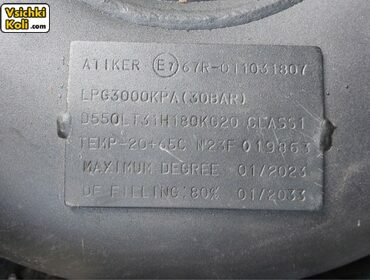 Vsichki
Koli.com
ATIKER E7 67R-011031807
LPG3000KPA(30BAR)
D550LT31H180KG20 CLASS1
TEMP-20+65C N23F 019863
MAXIMUM DEGREE 01/2023
OF FILLING:80% 01/2033